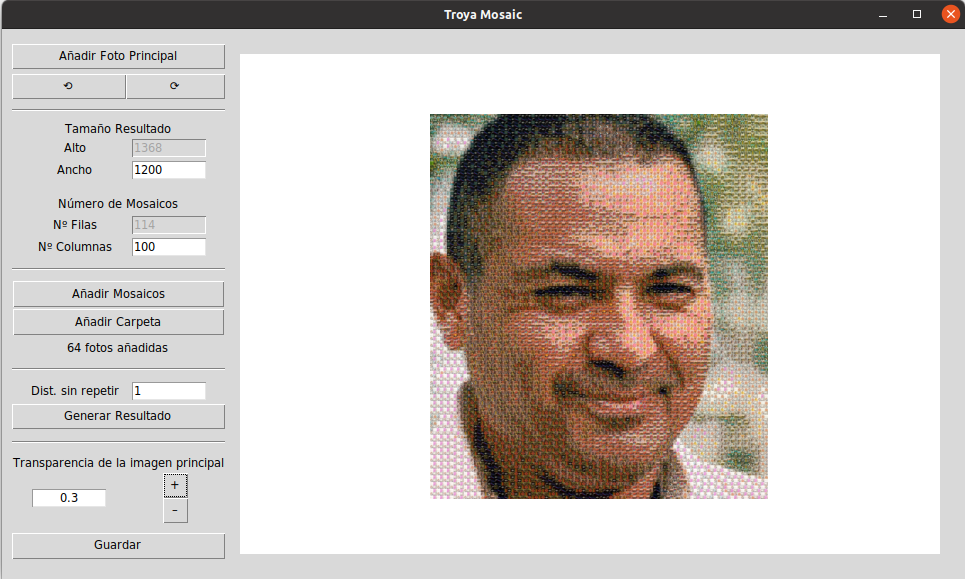 Troya Mosaic
Añadir Foto Principal
⟲ ⟳
Tamaño Resultado
Alto 1368
Ancho 1200
Número de Mosaicos
Nº Filas 114
Nº Columnas 100
Añadir Mosaicos
Añadir Carpeta
64 fotos añadidas
Dist. sin repetir 1
Generar Resultado
Transparencia de la imagen principal
+
0.3
-
Guardar